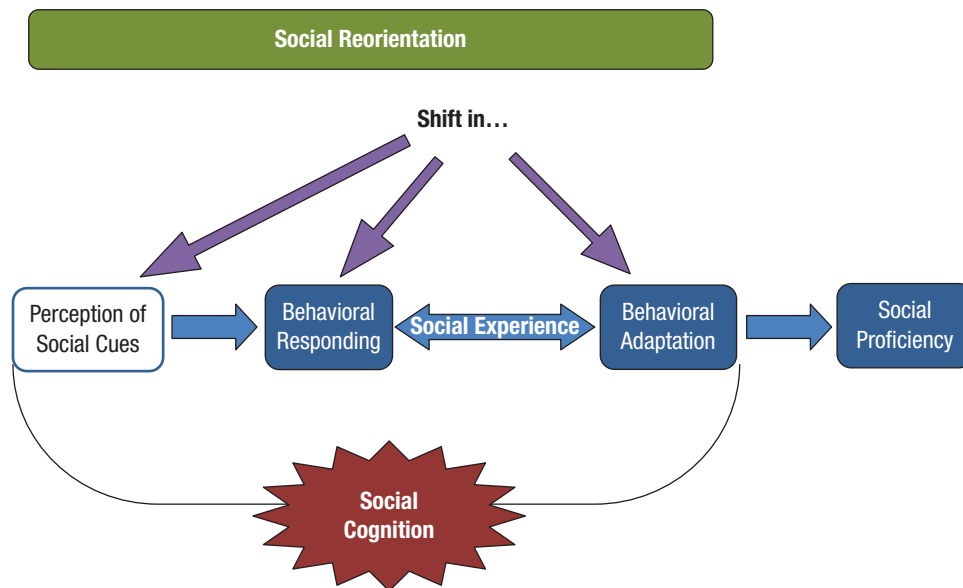 Social Reorientation
Shift in…
Perception of
Social Cues
Behavioral
Responding
Social Experience
Behavioral
Adaptation
Social
Proficiency
Social
Cognition